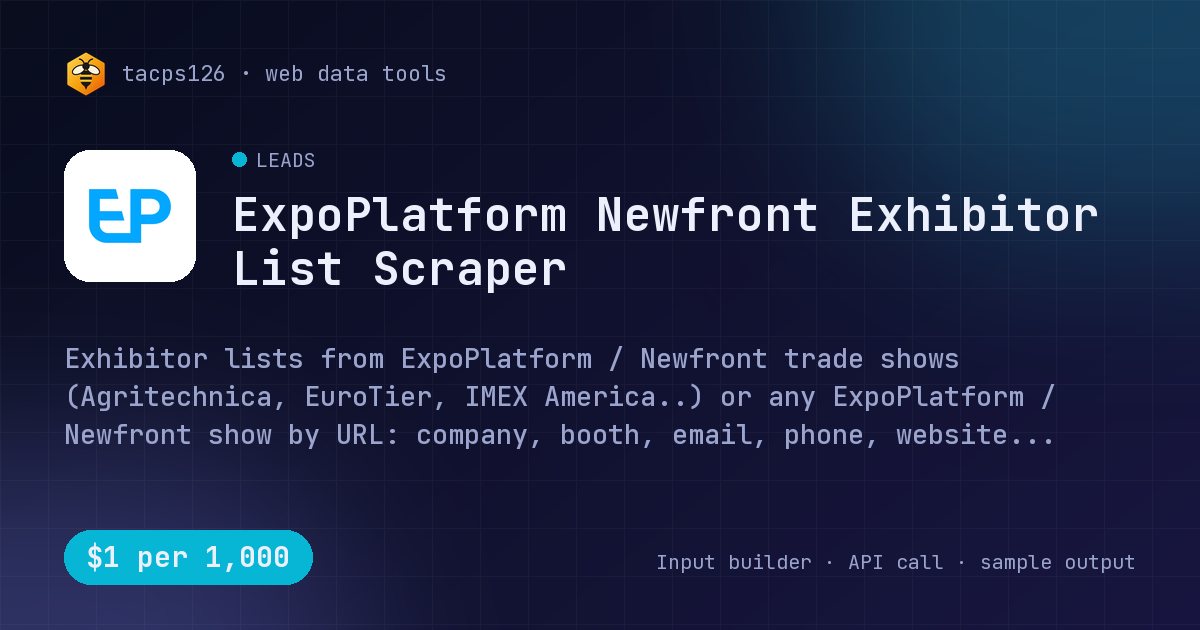 tacps126 · web data tools
EP
LEADS
ExpoPlatform Newfront Exhibitor
List Scraper
Exhibitor lists from ExpoPlatform / Newfront trade shows
(Agritechnica, EuroTier, IMEX America..) or any ExpoPlatform /
Newfront show by URL: company, booth, email, phone, website...
$1 per 1,000
Input builder · API call · sample output